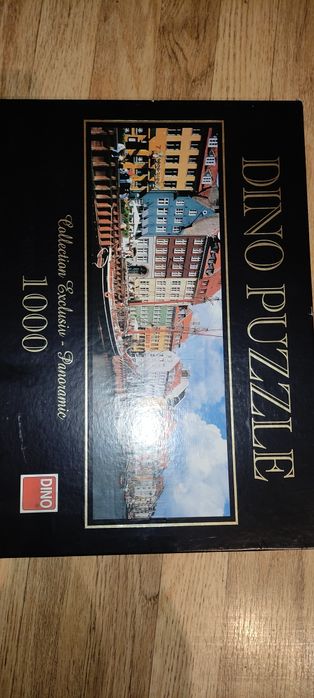 DINO PUZZLE
Collection Exclusiv - Panoramic
1000
DINO